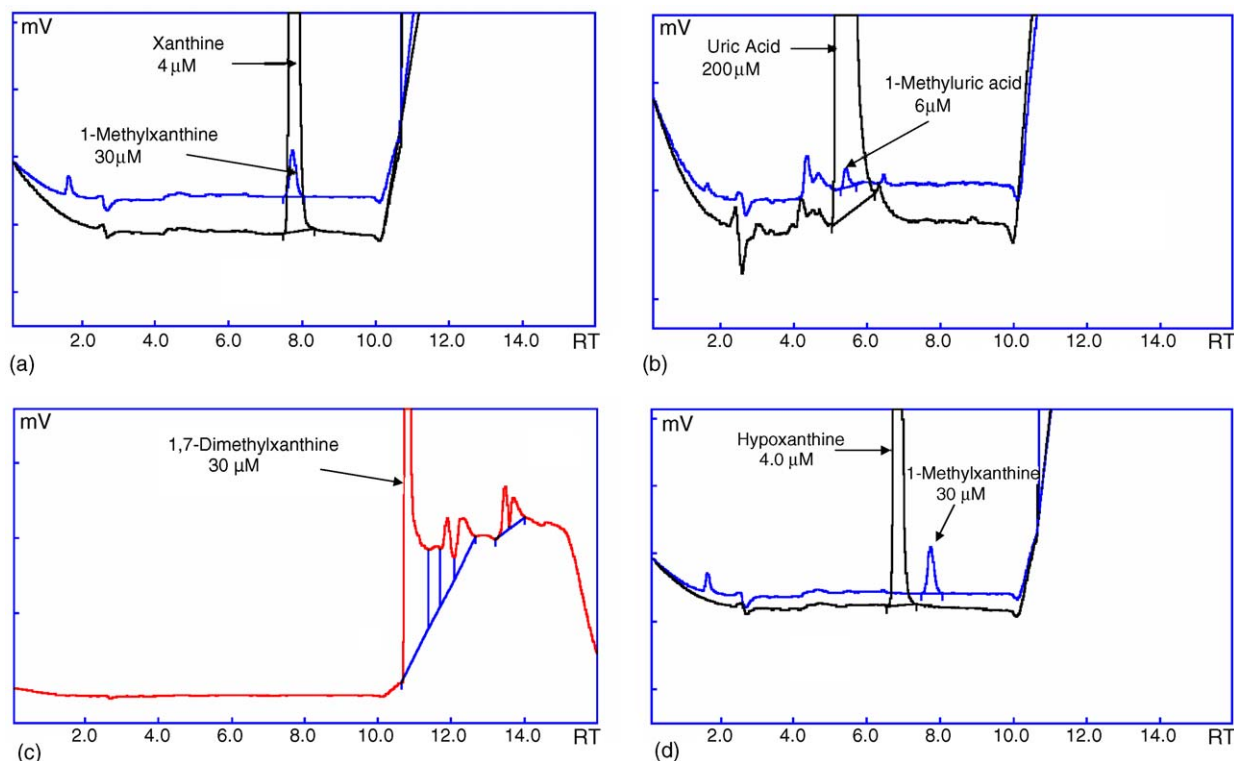 mV
Xanthine
4 μM
1-Methylxanthine
30μM
2.0 4.0 6.0 8.0 10.0 12.0 14.0 RT
(a)
mV
Uric Acid
200μM
1-Methyluric acid
6μM
2.0 4.0 6.0 8.0 10.0 12.0 14.0 RT
(b)
mV
1,7-Dimethylxanthine
30 μM
2.0 4.0 6.0 8.0 10.0 12.0 14.0 RT
(c)
mV
Hypoxanthine
4.0 μM
1-Methylxanthine
30 μM
2.0 4.0 6.0 8.0 10.0 12.0 14.0 RT
(d)